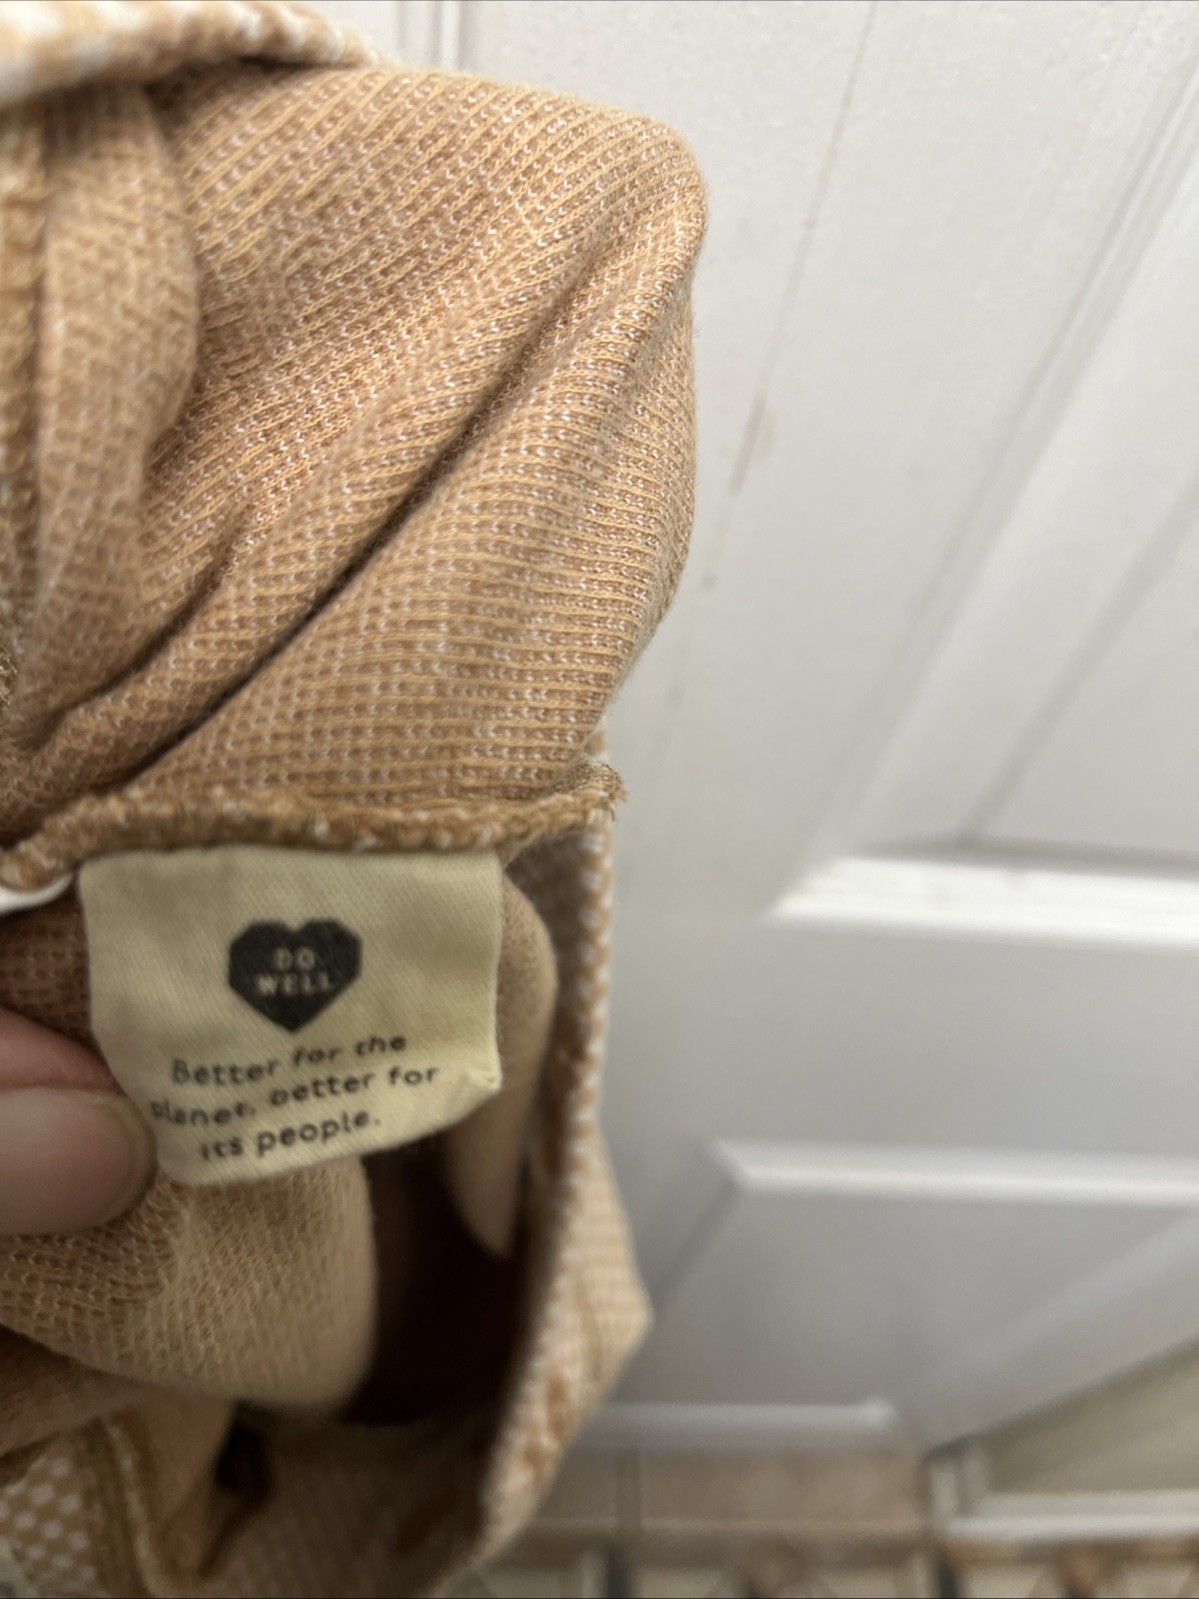 DO
WELL
Better for the
planet, better for
its people.